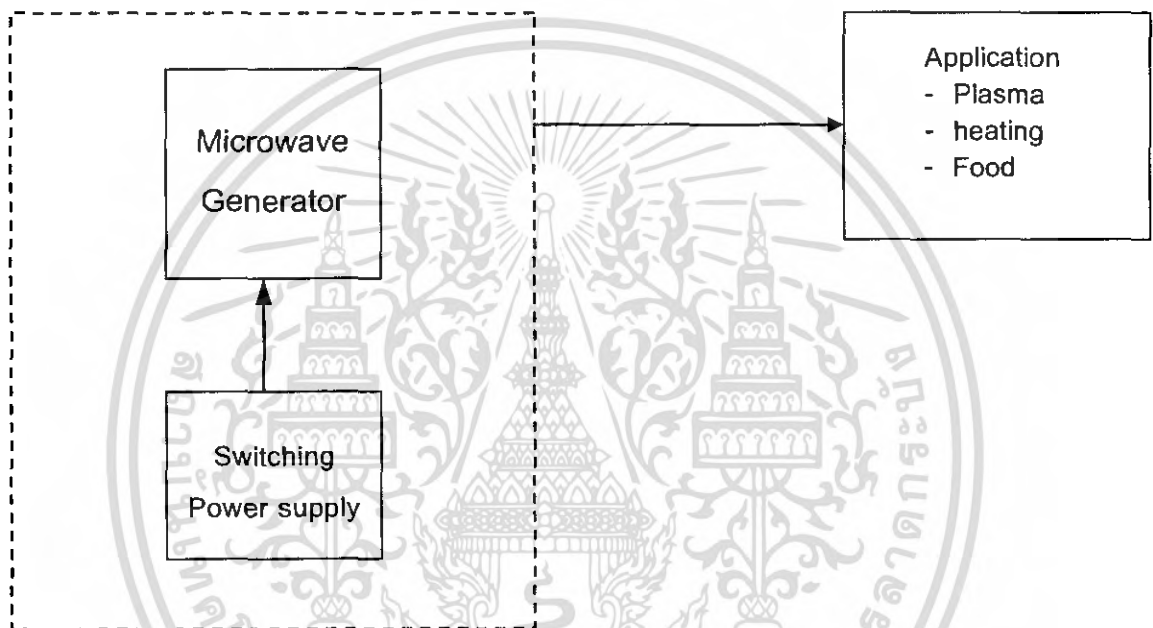 Microwave
Generator
Switching
Power supply
Application
- Plasma
- heating
- Food